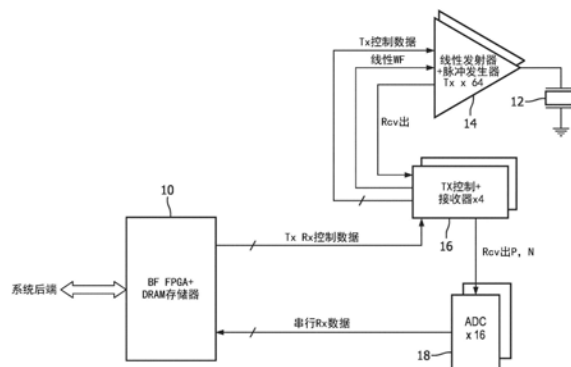 Tx控制数据
线性WF
线性发射器
+脉冲发生器
Tx x 64
12
14
Rcv出
TX控制+
接收器x4
16
10
Tx Rx控制数据
Rcv出P, N
系统后端
BF FPGA+
DRAM存储器
串行Rx数据
ADC
x 16
18